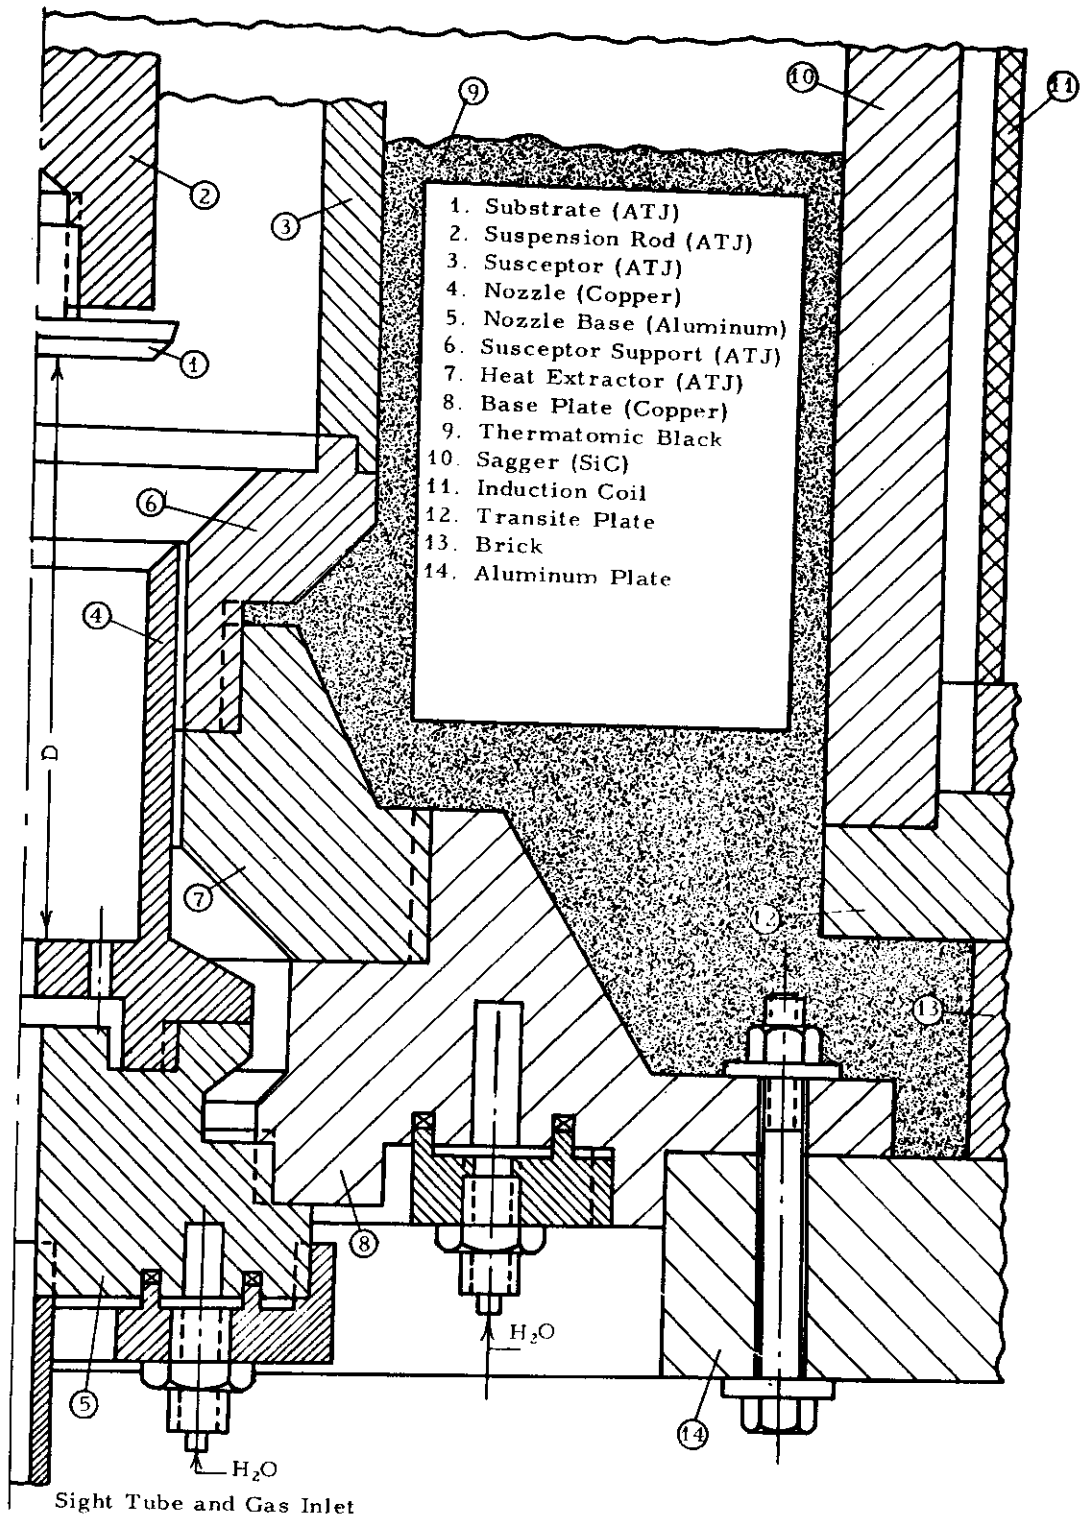 9
10
11
2
3
1. Substrate (ATJ)
2. Suspension Rod (ATJ)
3. Susceptor (ATJ)
4. Nozzle (Copper)
5. Nozzle Base (Aluminum)
6. Susceptor Support (ATJ)
7. Heat Extractor (ATJ)
8. Base Plate (Copper)
9. Thermatomic Black
10. Sagger (SiC)
11. Induction Coil
12. Transite Plate
13. Brick
14. Aluminum Plate
1
6
4
D
7
12
13
8
H₂O
5
14
H₂O
Sight Tube and Gas Inlet